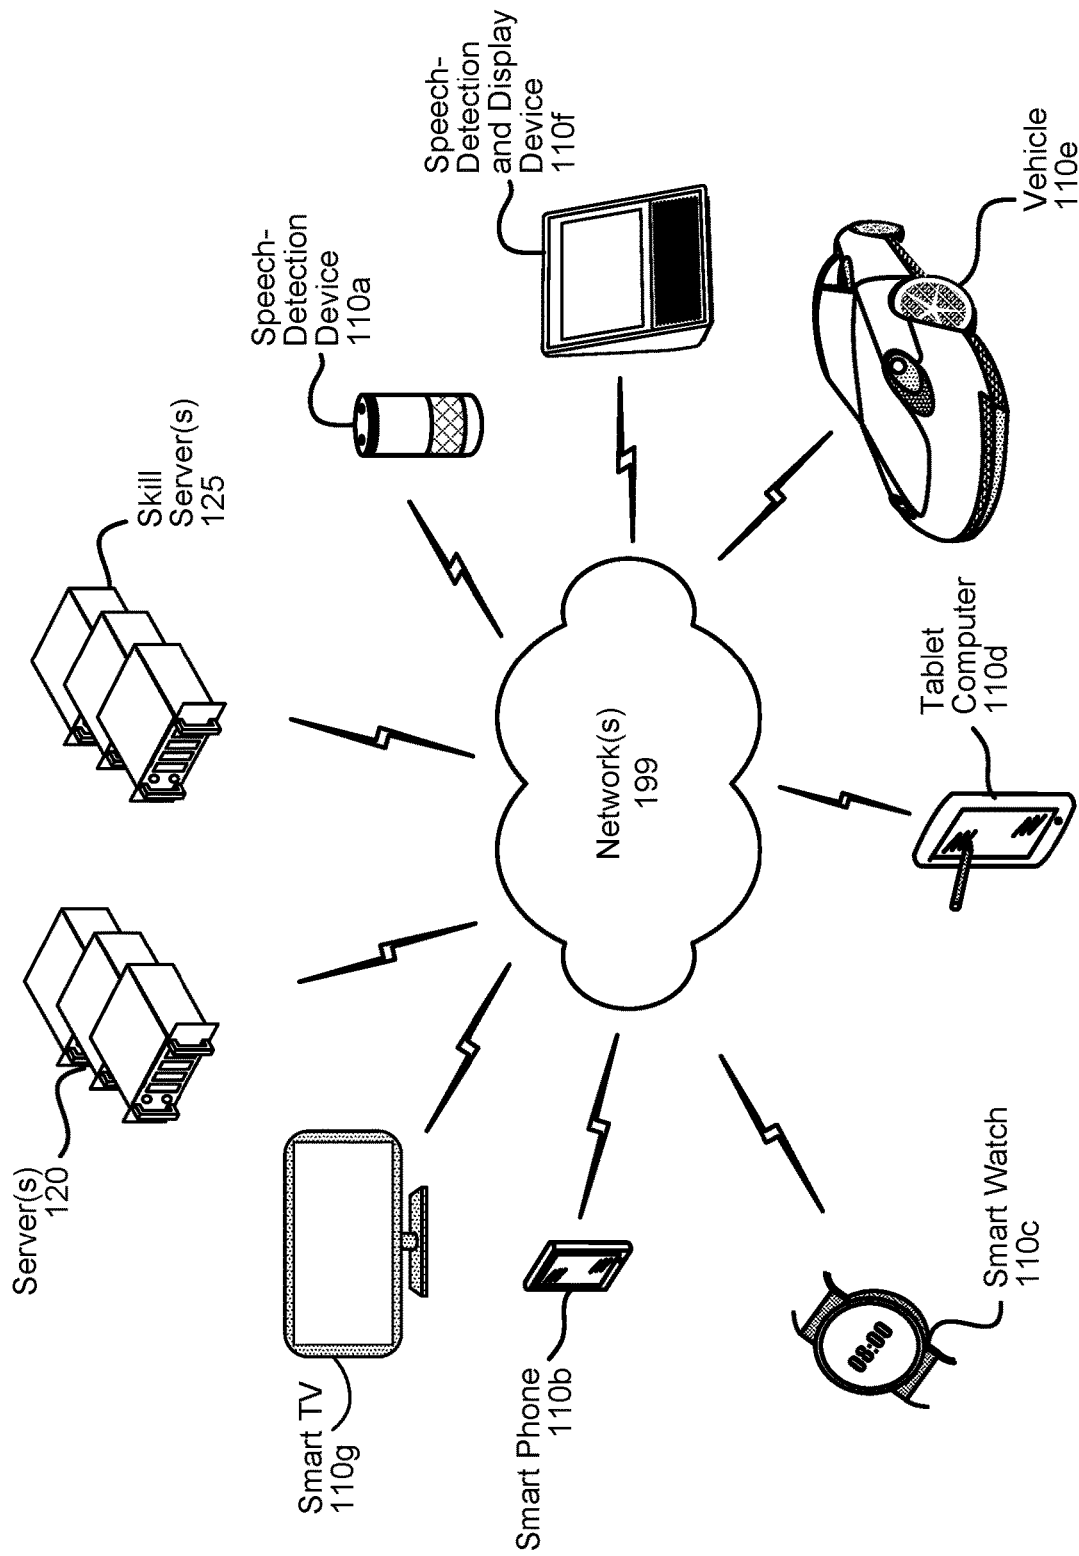 Server(s)
120
Skill
Server(s)
125
Speech-
Detection
Device
110a
Speech-
Detection
and Display
Device
110f
Smart TV
110g
Network(s)
199
Smart Phone
110b
08:00
Smart Watch
110c
Tablet
Computer
110d
Vehicle
110e